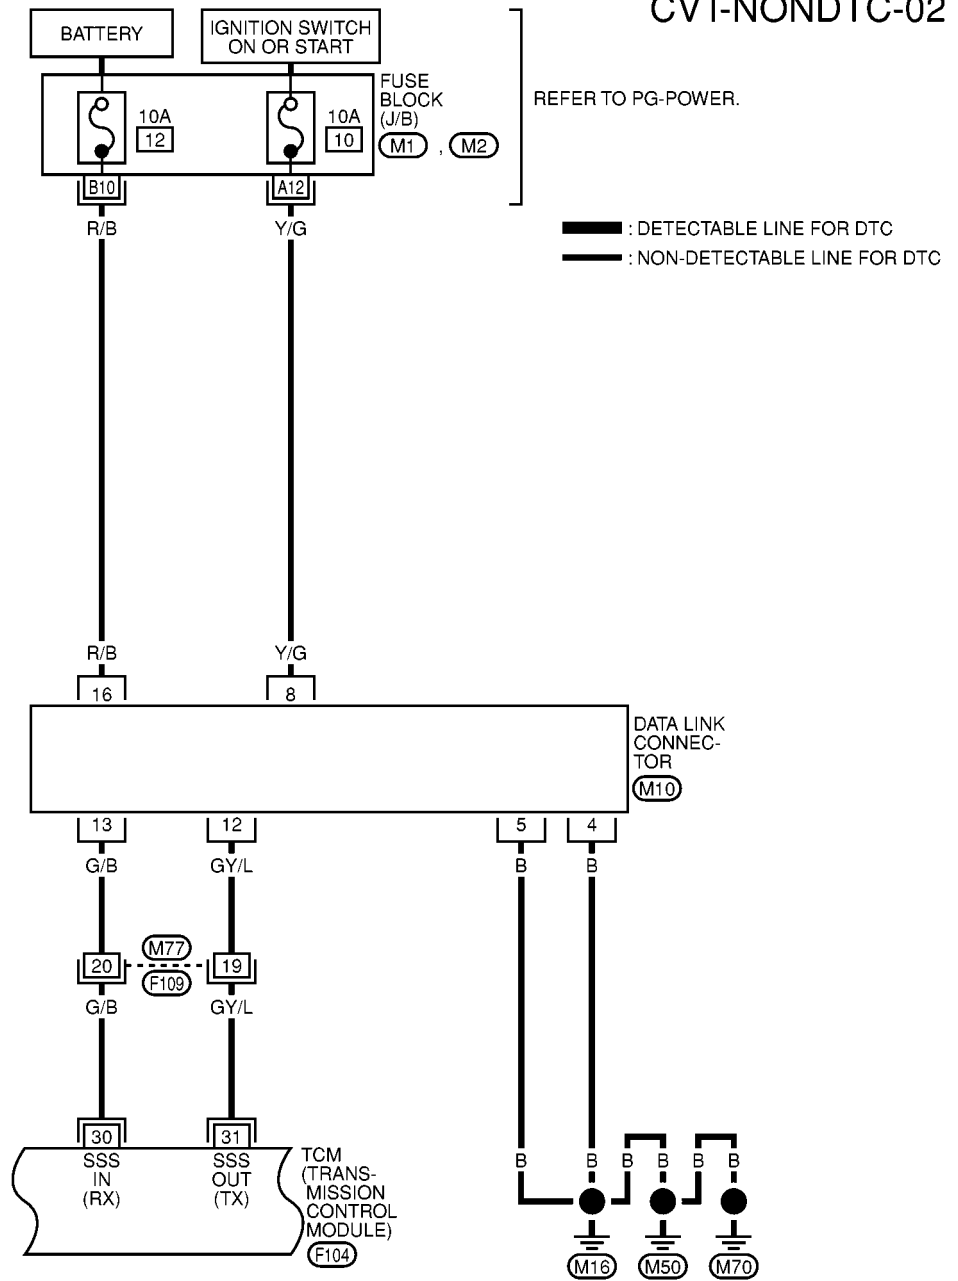 CVT-NONDTC-02
BATTERY
IGNITION SWITCH
ON OR START
FUSE
BLOCK
(J/B)
M1 , M2
10A
12
10A
10
REFER TO PG-POWER.
B10
A12
R/B
Y/G
: DETECTABLE LINE FOR DTC
: NON-DETECTABLE LINE FOR DTC
R/B
Y/G
16
8
DATA LINK
CONNEC-
TOR
M10
13
12
5
4
G/B
GY/L
B
B
M77
20
19
F109
G/B
GY/L
30
31
SSS
IN
(RX)
SSS
OUT
(TX)
TCM
(TRANS-
MISSION
CONTROL
MODULE)
F104
B
B
B
B
B
B
M16
M50
M70